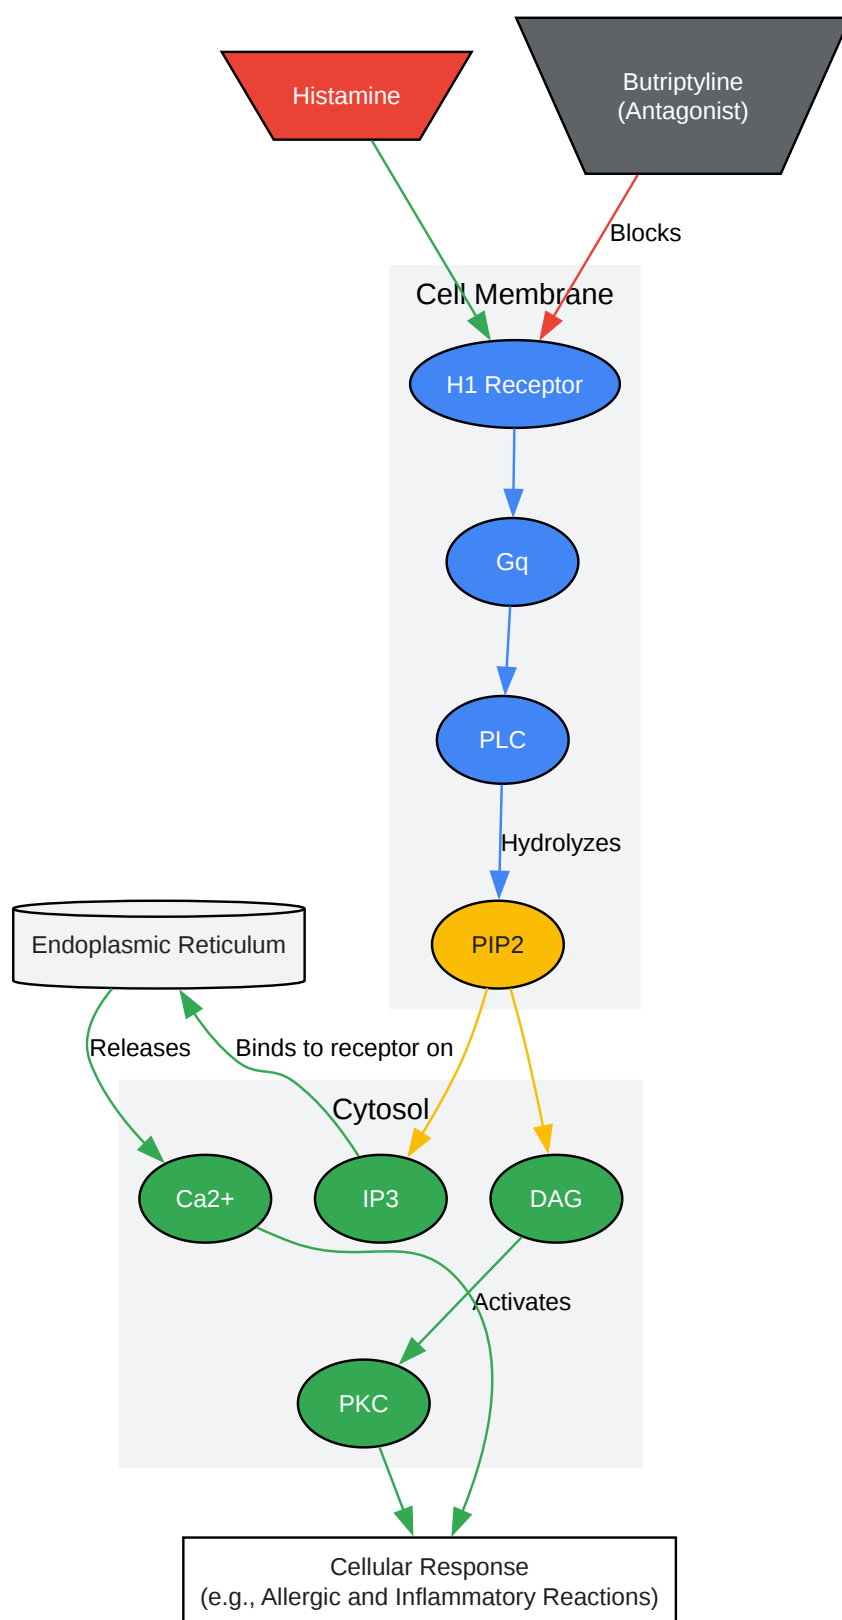 Histamine
Butriptyline
(Antagonist)
Blocks
Cell Membrane
H1 Receptor
Gq
PLC
Hydrolyzes
Endoplasmic Reticulum
PIP2
Releases
Binds to receptor on
Cytosol
Ca2+
IP3
DAG
Activates
PKC
Cellular Response
(e.g., Allergic and Inflammatory Reactions)